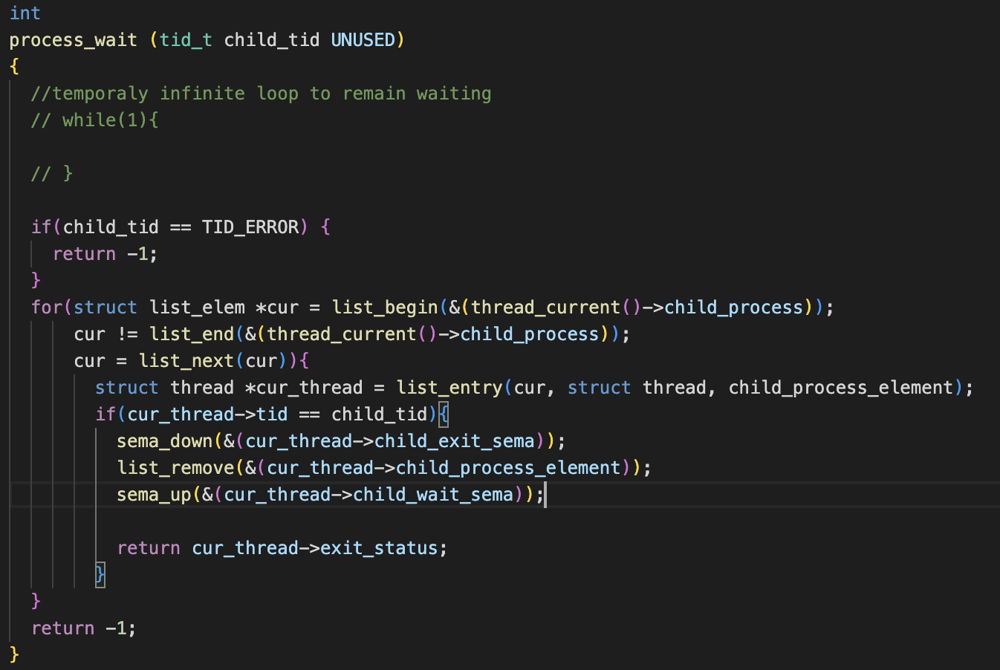 int
process_wait (tid_t child_tid UNUSED)
{
  //temporaly infinite loop to remain waiting
  // while(1){

  // }

  if(child_tid == TID_ERROR) {
    return -1;
  }
  for(struct list_elem *cur = list_begin(&(thread_current()->child_process));
      cur != list_end(&(thread_current()->child_process));
      cur = list_next(cur)){
        struct thread *cur_thread = list_entry(cur, struct thread, child_process_element);
        if(cur_thread->tid == child_tid){
          sema_down(&(cur_thread->child_exit_sema));
          list_remove(&(cur_thread->child_process_element));
          sema_up(&(cur_thread->child_wait_sema));

          return cur_thread->exit_status;
        }
  }
  return -1;
}